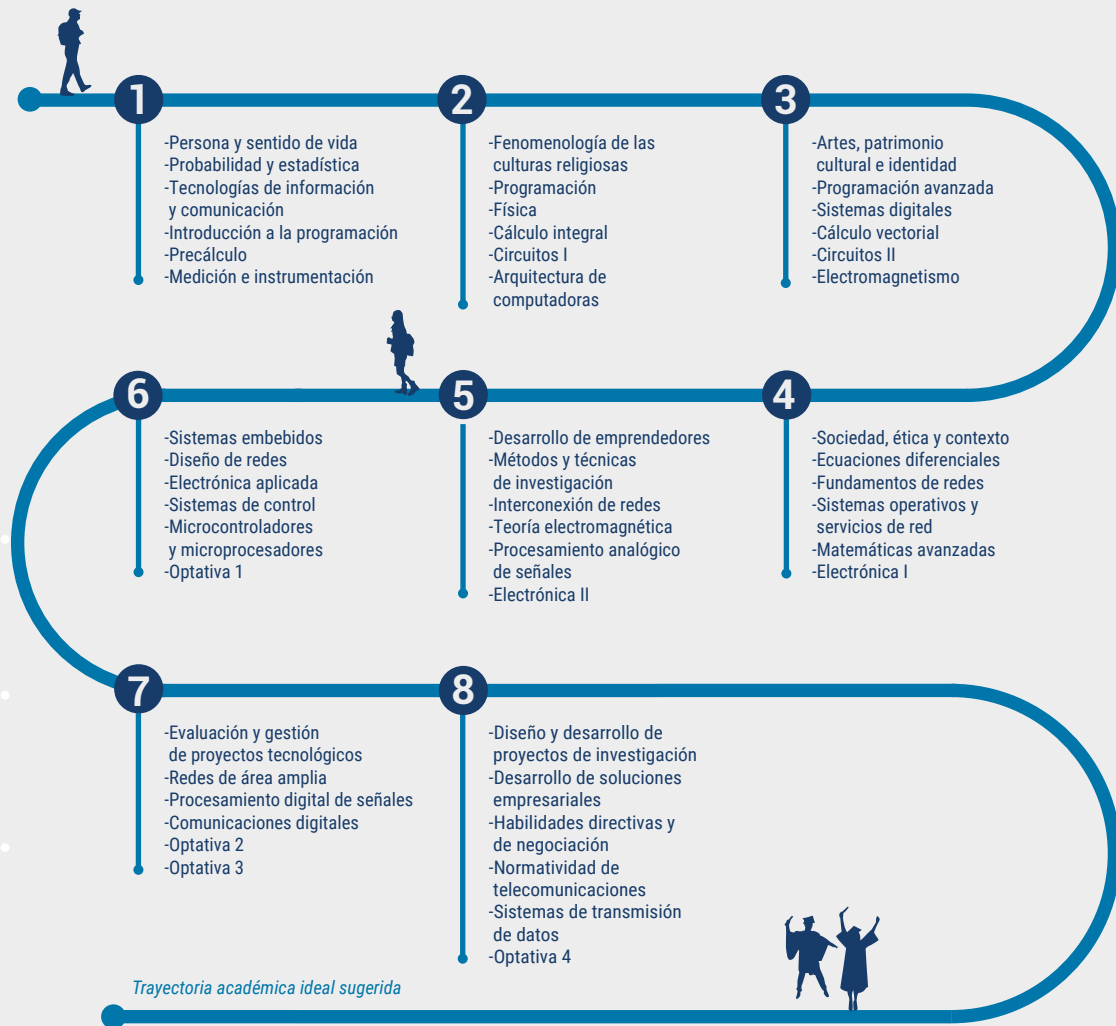 1
-Persona y sentido de vida
-Probabilidad y estadística
-Tecnologías de información
y comunicación
-Introducción a la programación
-Precálculo
-Medición e instrumentación
2
-Fenomenología de las
culturas religiosas
-Programación
-Física
-Cálculo integral
-Circuitos I
-Arquitectura de
computadoras
3
-Artes, patrimonio
cultural e identidad
-Programación avanzada
-Sistemas digitales
-Cálculo vectorial
-Circuitos II
-Electromagnetismo
4
-Sociedad, ética y contexto
-Ecuaciones diferenciales
-Fundamentos de redes
-Sistemas operativos y
servicios de red
-Matemáticas avanzadas
-Electrónica I
5
-Desarrollo de emprendedores
-Métodos y técnicas
de investigación
-Interconexión de redes
-Teoría electromagnética
-Procesamiento analógico
de señales
-Electrónica II
6
-Sistemas embebidos
-Diseño de redes
-Electrónica aplicada
-Sistemas de control
-Microcontroladores
y microprocesadores
-Optativa 1
7
-Evaluación y gestión
de proyectos tecnológicos
-Redes de área amplia
-Procesamiento digital de señales
-Comunicaciones digitales
-Optativa 2
-Optativa 3
8
-Diseño y desarrollo de
proyectos de investigación
-Desarrollo de soluciones
empresariales
-Habilidades directivas y
de negociación
-Normatividad de
telecomunicaciones
-Sistemas de transmisión
de datos
-Optativa 4
Trayectoria académica ideal sugerida